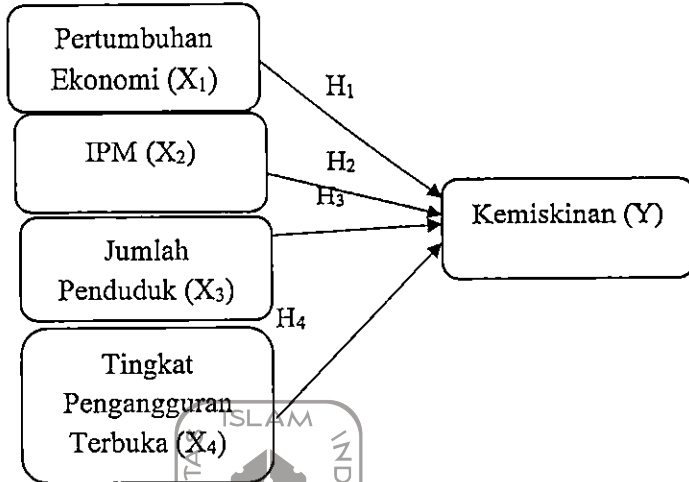 Pertumbuhan
Ekonomi (X₁)
H₁
IPM (X₂)
H₂
H₃
Kemiskinan (Y)
Jumlah
Penduduk (X₃)
H₄
Tingkat
Pengangguran
Terbuka (X₄)
ISLAM